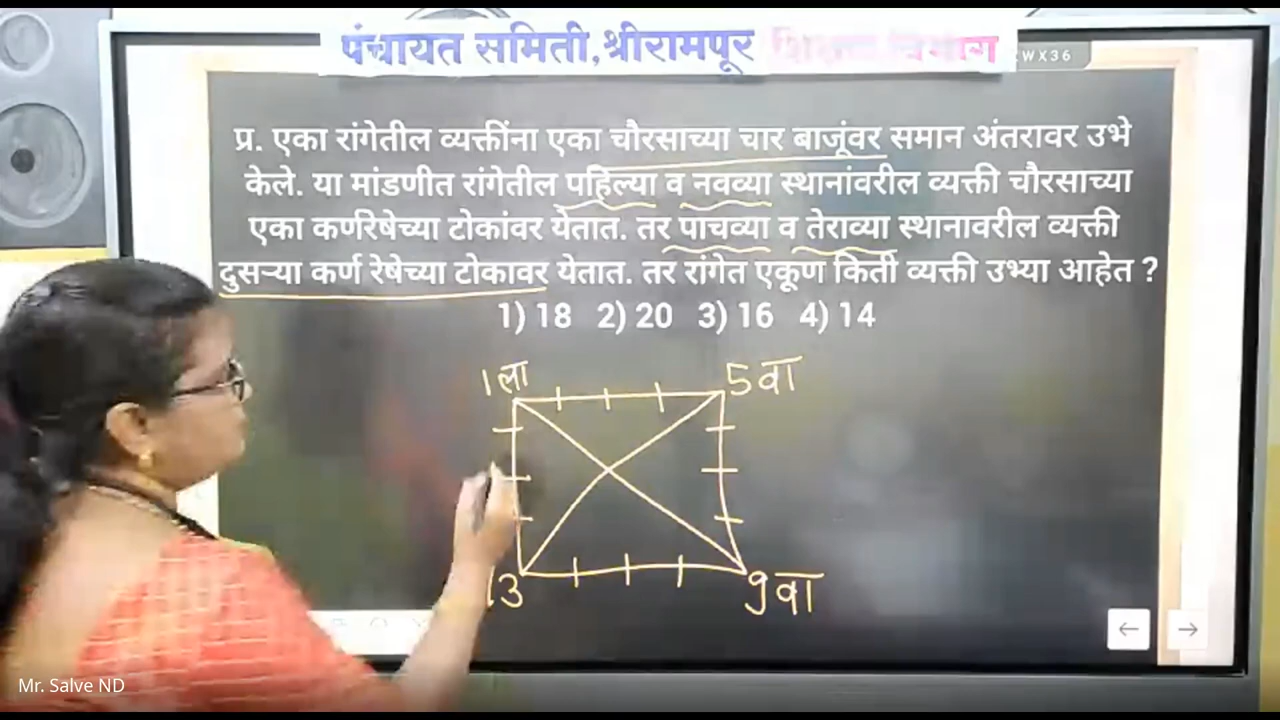 पंचायत समिती,श्रीरामपूर शिक्षण विभाग
WX36
प्र. एका रांगेतील व्यक्तींना एका चौरसाच्या चार बाजूंवर समान अंतरावर उभे
केले. या मांडणीत रांगेतील पहिल्या व नवव्या स्थानांवरील व्यक्ती चौरसाच्या
एका कर्णरेषेच्या टोकांवर येतात. तर पाचव्या व तेराव्या स्थानावरील व्यक्ती
दुसऱ्या कर्ण रेषेच्या टोकावर येतात. तर रांगेत एकूण किती व्यक्ती उभ्या आहेत ?
1) 18 2) 20 3) 16 4) 14
1ला 5वा
13 9वा
Mr. Salve ND